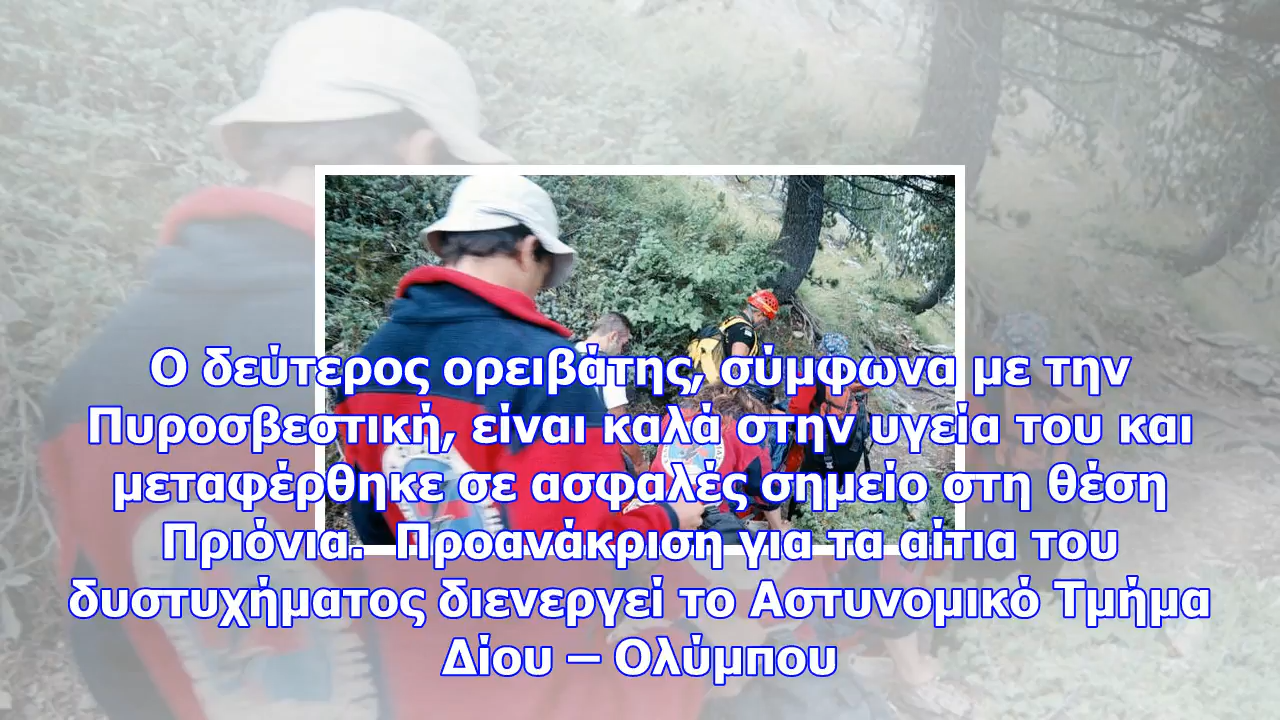 Ο δεύτερος ορειβάτης, σύμφωνα με την
Πυροσβεστική, είναι καλά στην υγεία του και
μεταφέρθηκε σε ασφαλές σημείο στη θέση
Πριόνια.  Προανάκριση για τα αίτια του
δυστυχήματος διενεργεί το Αστυνομικό Τμήμα
Δίου – Ολύμπου